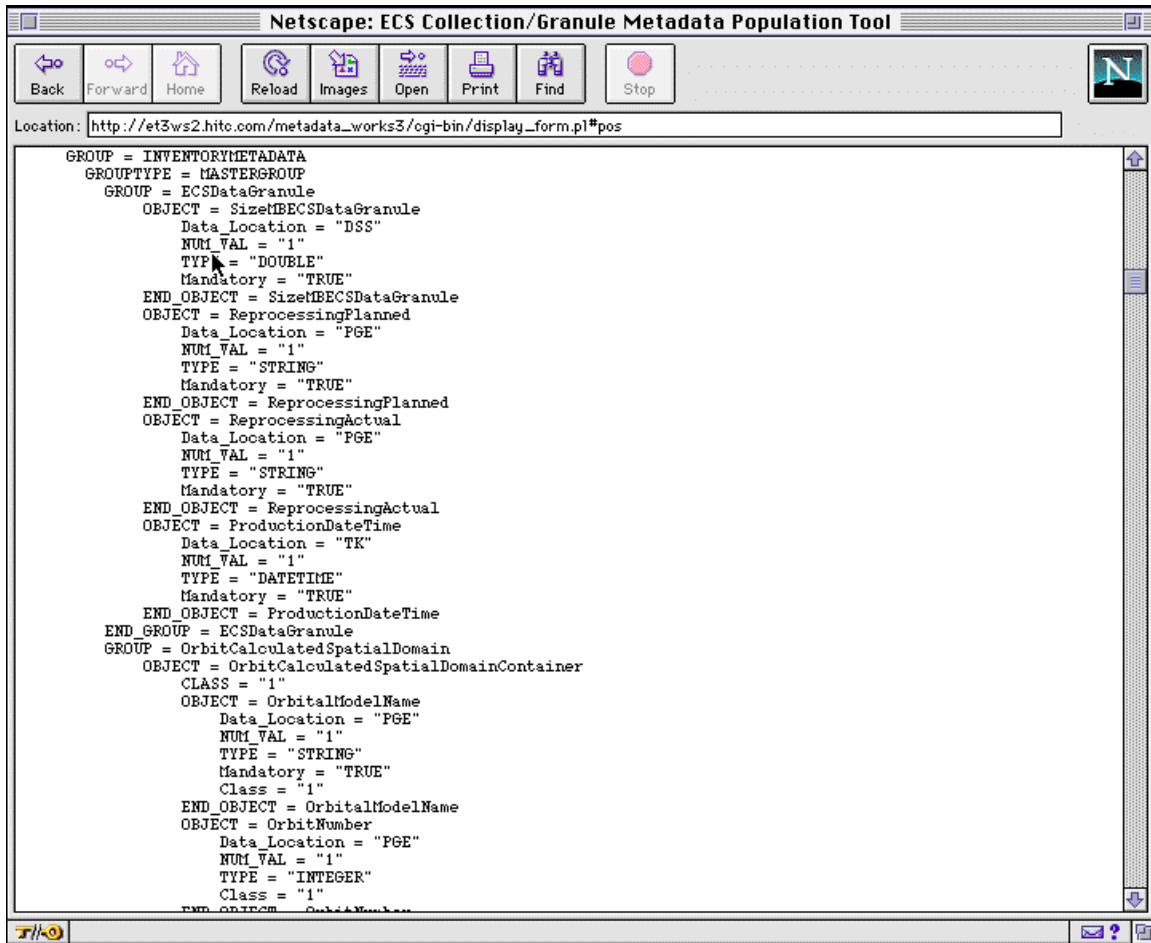 Netscape: ECS Collection/Granule Metadata Population Tool
Back Forward Home Reload Images Open Print Find Stop
N
Location: http://et3ws2.hitc.com/metadata_works3/cgi-bin/display_form.pl#pos
GROUP = INVENTORYMETADATA
GROUPTYPE = MASTERGROUP
GROUP = ECSDataGranule
OBJECT = SizeMBECSDataGranule
Data_Location = "DSS"
NUM_VAL = "1"
TYPE = "DOUBLE"
Mandatory = "TRUE"
END_OBJECT = SizeMBECSDataGranule
OBJECT = ReprocessingPlanned
Data_Location = "PGE"
NUM_VAL = "1"
TYPE = "STRING"
Mandatory = "TRUE"
END_OBJECT = ReprocessingPlanned
OBJECT = ReprocessingActual
Data_Location = "PGE"
NUM_VAL = "1"
TYPE = "STRING"
Mandatory = "TRUE"
END_OBJECT = ReprocessingActual
OBJECT = ProductionDateTime
Data_Location = "TK"
NUM_VAL = "1"
TYPE = "DATETIME"
Mandatory = "TRUE"
END_OBJECT = ProductionDateTime
END_GROUP = ECSDataGranule
GROUP = OrbitCalculatedSpatialDomain
OBJECT = OrbitCalculatedSpatialDomainContainer
CLASS = "1"
OBJECT = OrbitalModelName
Data_Location = "PGE"
NUM_VAL = "1"
TYPE = "STRING"
Mandatory = "TRUE"
Class = "1"
END_OBJECT = OrbitalModelName
OBJECT = OrbitNumber
Data_Location = "PGE"
NUM_VAL = "1"
TYPE = "INTEGER"
Class = "1"
END_OBJECT = OrbitNumber
?